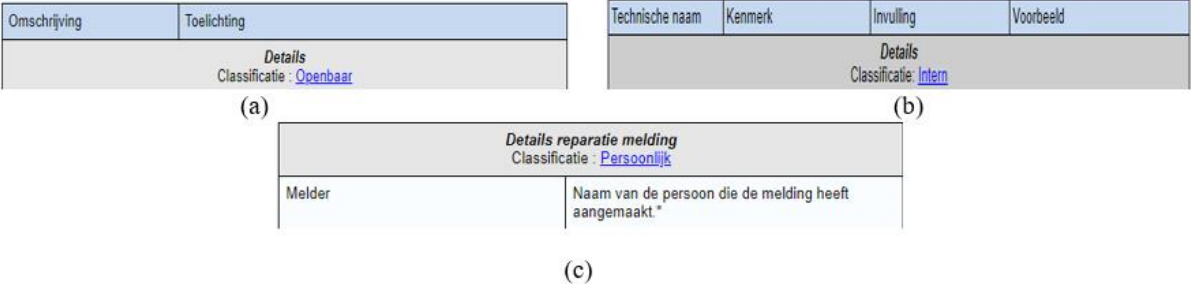 Omschrijving Toelichting
Details
Classificatie : Openbaar
(a)
Technische naam Kenmerk Invulling Voorbeeld
Details
Classificatie: Intern
(b)
Details reparatie melding
Classificatie : Persoonlijk
Melder Naam van de persoon die de melding heeft
aangemaakt.*
(c)